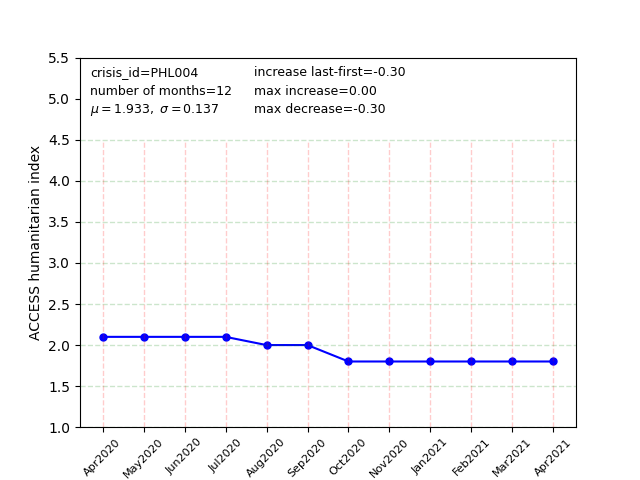 crisis_id=PHL004 increase last-first=-0.30
number of months=12 max increase=0.00
μ = 1.933, σ = 0.137 max decrease=-0.30
ACCESS humanitarian index
5.5
5.0
4.5
4.0
3.5
3.0
2.5
2.0
1.5
1.0
Apr2020 May2020 Jun2020 Jul2020 Aug2020 Sep2020 Oct2020 Nov2020 Jan2021 Feb2021 Mar2021 Apr2021